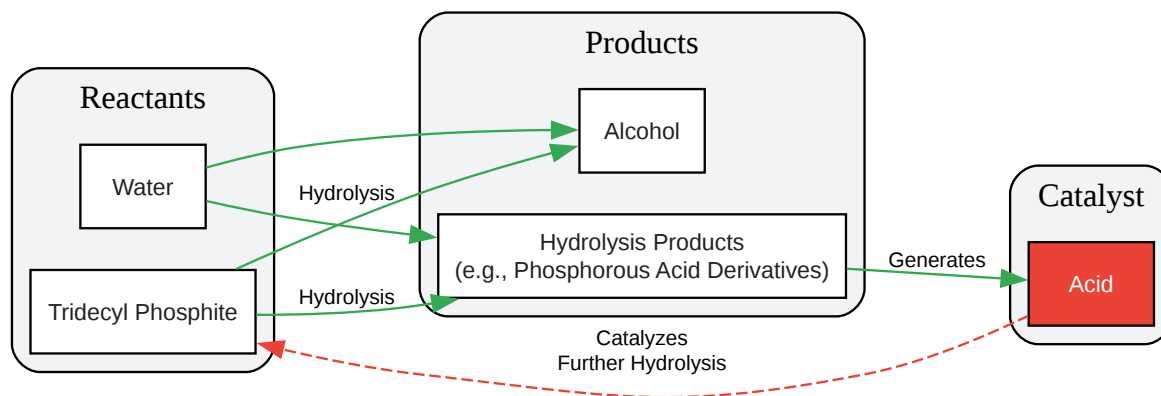 Products
Reactants
Alcohol
Water
Hydrolysis
Catalyst
Hydrolysis Products
(e.g., Phosphorous Acid Derivatives)
Generates
Acid
Tridecyl Phosphite
Hydrolysis
Catalyzes
Further Hydrolysis